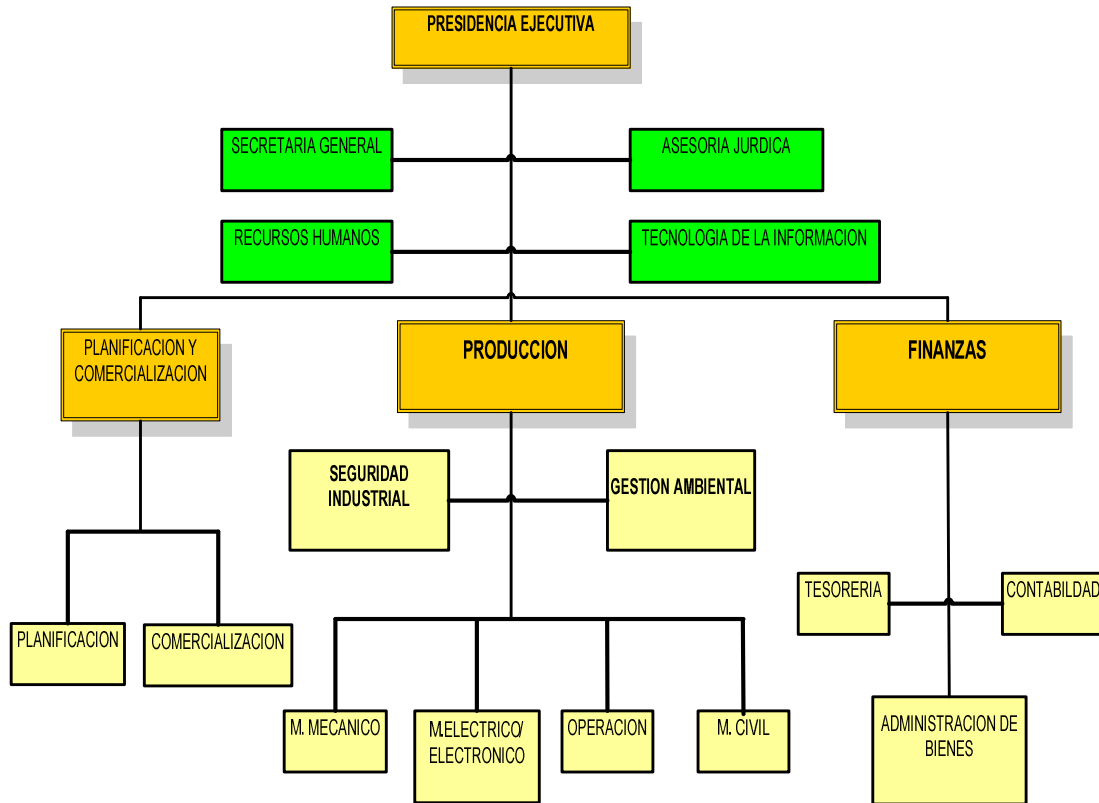 PRESIDENCIA EJECUTIVA
SECRETARIA GENERAL
ASESORIA JURDICA
RECURSOS HUMANOS
TECNOLOGIA DE LA INFORMACION
PLANIFICACION Y
COMERCIALIZACION
PRODUCCION
FINANZAS
SEGURIDAD
INDUSTRIAL
GESTION AMBIENTAL
TESORERIA
CONTABILDAD
PLANIFICACION
COMERCIALIZACION
M. MECANICO
M.ELECTRICO/
ELECTRONICO
OPERACION
M. CIVIL
ADMINISTRACION DE
BIENES